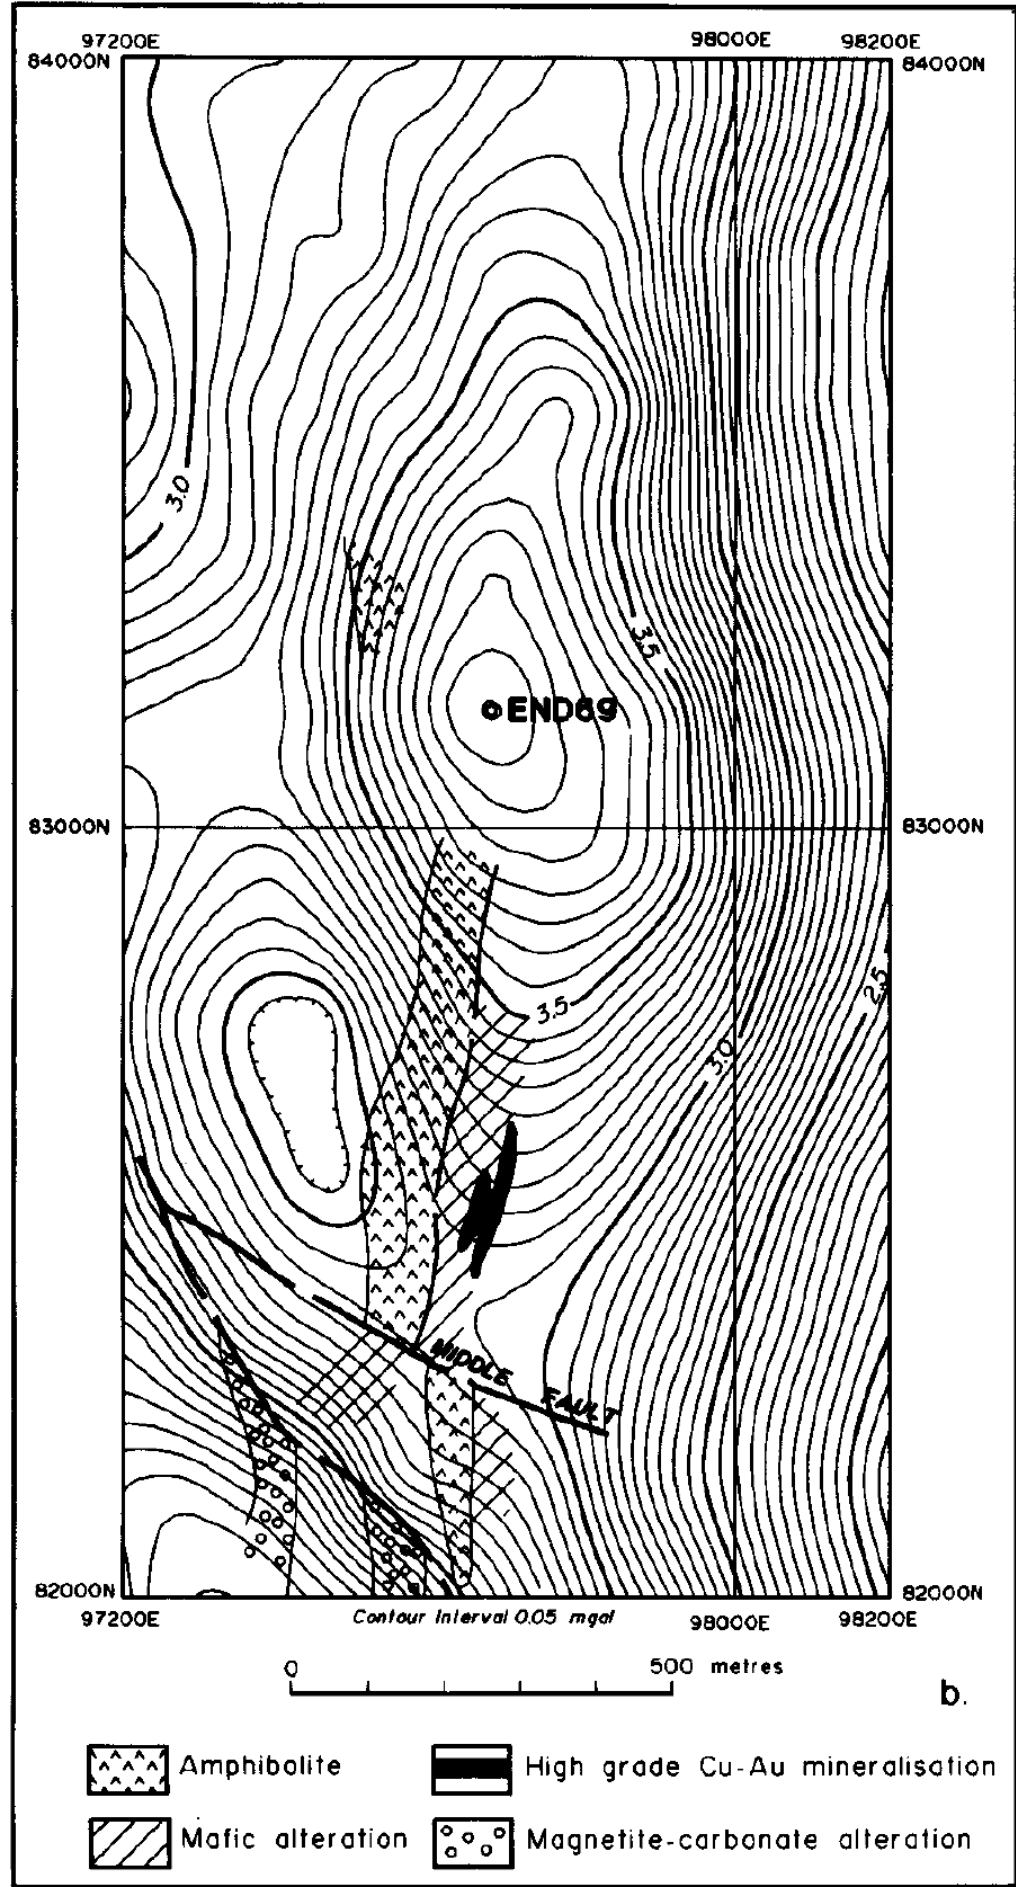 97200E 98000E 98200E
84000N 84000N
3.0
3.5
END69
83000N 83000N
2.5
3.5
3.0
MIDDLE FAULT
82000N 82000N
97200E Contour Interval 0.05 mgal 98000E 98200E
0 500 metres
b.
Amphibolite High grade Cu-Au mineralisation
Mafic alteration Magnetite-carbonate alteration